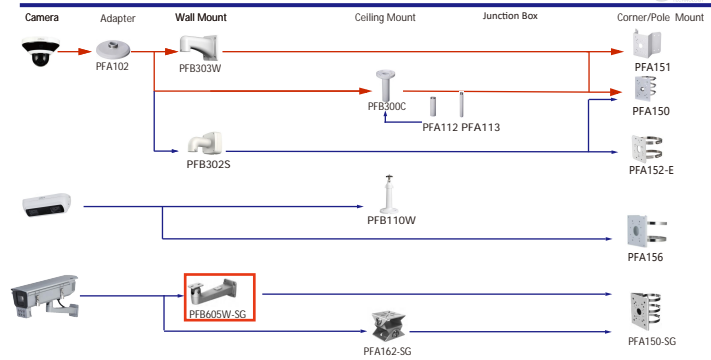 Camera Adapter Wall Mount Ceiling Mount Junction Box Corner/Pole Mount
PFA102
PFB303W
PFA151
PFB300C
PFA150
PFA112 PFA113
PFB302S
PFA152-E
PFB110W
PFA156
PFB605W-SG
PFA162-SG
PFA150-SG